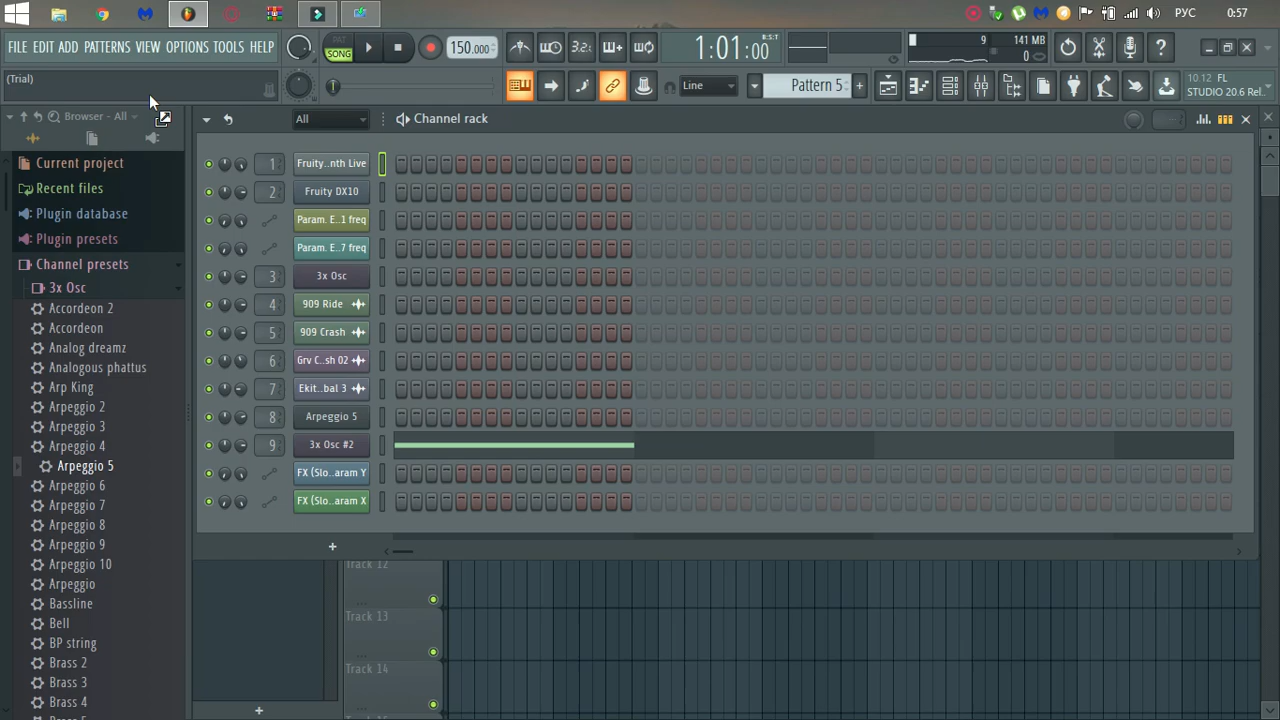 РУС
0:57
FILE EDIT ADD PATTERNS VIEW OPTIONS TOOLS HELP
PAT
SONG
150.000
3.2
1:01:00
B:S:T
9
141 MB
0
(Trial)
Line
Pattern 5
10.12 FL
STUDIO 20.6 Rel..
Browser - All
All
Channel rack
Current project
Recent files
Plugin database
Plugin presets
Channel presets
3x Osc
Accordeon 2
Accordeon
Analog dreamz
Analogous phattus
Arp King
Arpeggio 2
Arpeggio 3
Arpeggio 4
Arpeggio 5
Arpeggio 6
Arpeggio 7
Arpeggio 8
Arpeggio 9
Arpeggio 10
Arpeggio
Bassline
Bell
BP string
Brass 2
Brass 3
Brass 4
1 Fruity..nth Live
2 Fruity DX10
Param. E..1 freq
Param. E..7 freq
3 3x Osc
4 909 Ride
5 909 Crash
6 Grv C..sh 02
7 Ekit..bal 3
8 Arpeggio 5
9 3x Osc #2
FX (Slo..aram Y
FX (Slo..aram X
Track 12
Track 13
Track 14